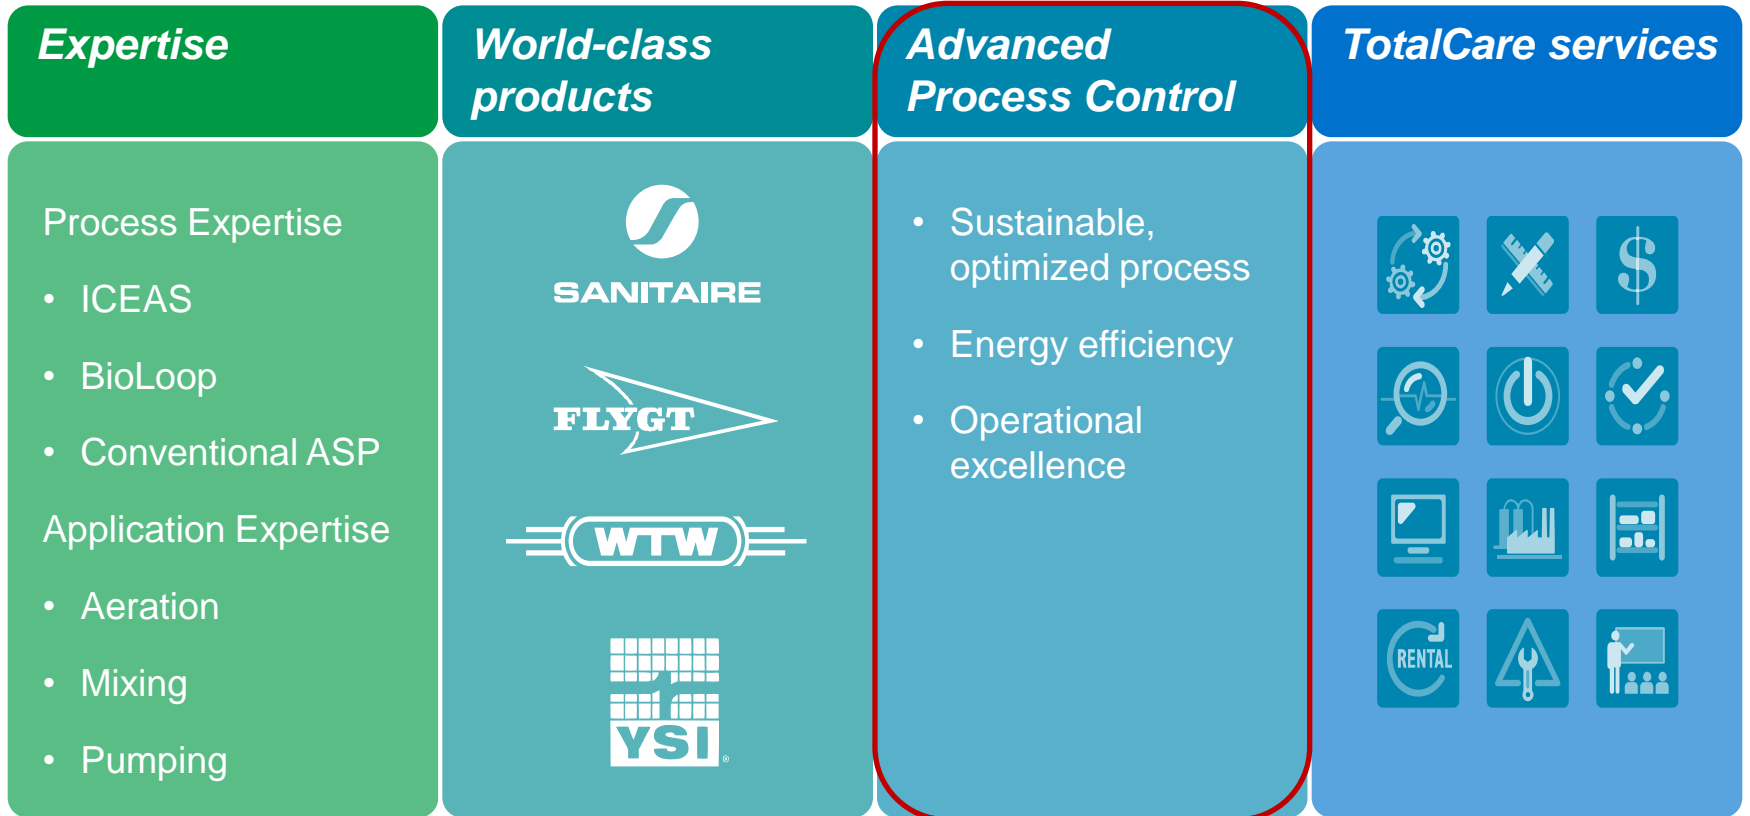 Expertise
Process Expertise
• ICEAS
• BioLoop
• Conventional ASP
Application Expertise
• Aeration
• Mixing
• Pumping
World-class
products
SANITAIRE
FLYGT
WTW
YSI®
Advanced
Process Control
• Sustainable,
optimized process
• Energy efficiency
• Operational
excellence
TotalCare services
$
RENTAL